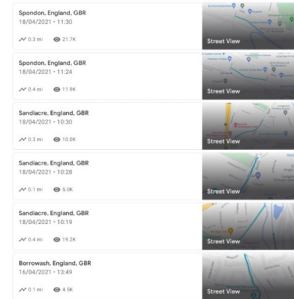 Spondon, England, GBR
18/04/2021 • 11:30
0.3 mi 21.7K
Street View
Spondon, England, GBR
18/04/2021 • 11:24
0.4 mi 11.9K
Street View
Sandiacre, England, GBR
18/04/2021 • 10:30
0.3 mi 10.0K
Street View
Sandiacre, England, GBR
18/04/2021 • 10:28
0.1 mi 5.0K
Street View
Sandiacre, England, GBR
18/04/2021 • 10:19
0.4 mi 19.2K
Street View
Borrowash, England, GBR
16/04/2021 • 13:49
0.1 mi 4.5K
Street View